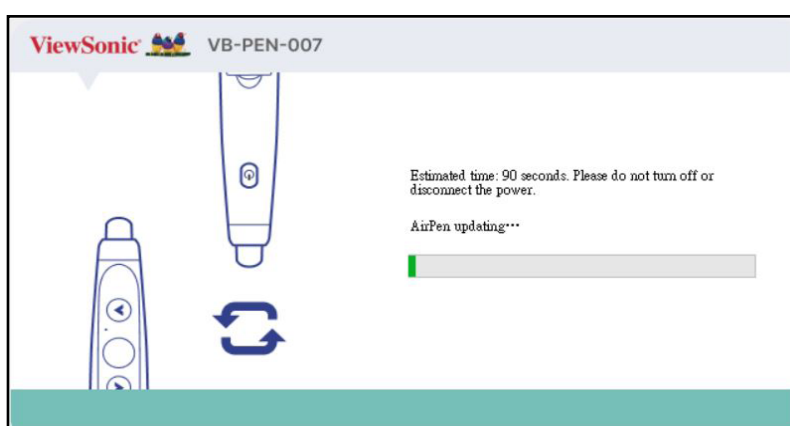 ViewSonic VB-PEN-007
Estimated time: 90 seconds. Please do not turn off or
disconnect the power.
AirPen updating···